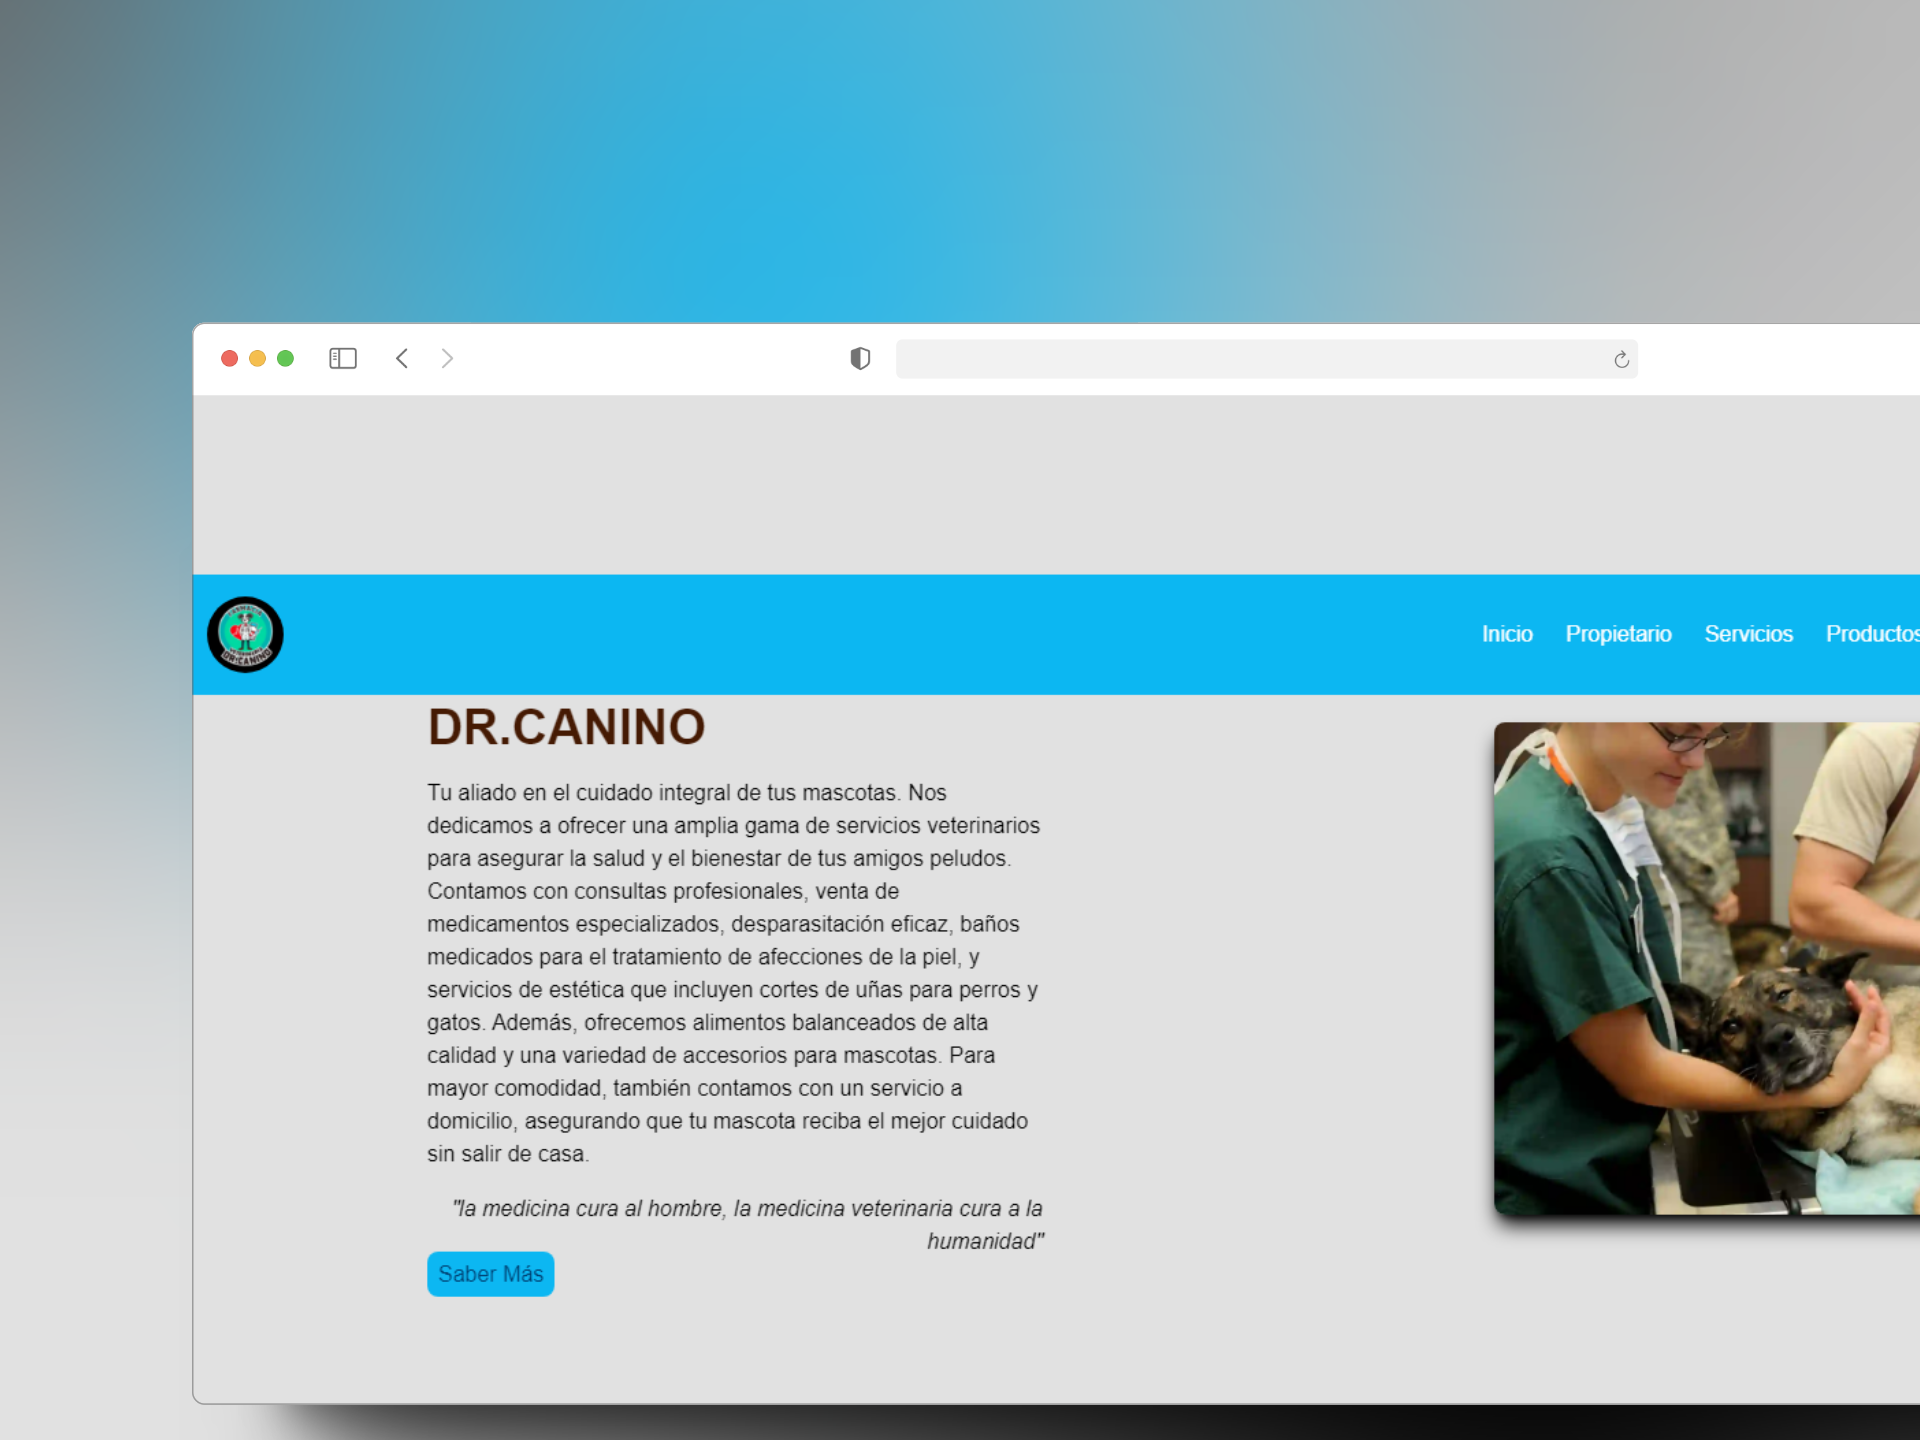 DR.CANINO
Inicio Propietario Servicios Productos
DR.CANINO
Tu aliado en el cuidado integral de tus mascotas. Nos
dedicamos a ofrecer una amplia gama de servicios veterinarios
para asegurar la salud y el bienestar de tus amigos peludos.
Contamos con consultas profesionales, venta de
medicamentos especializados, desparasitación eficaz, baños
medicados para el tratamiento de afecciones de la piel, y
servicios de estética que incluyen cortes de uñas para perros y
gatos. Además, ofrecemos alimentos balanceados de alta
calidad y una variedad de accesorios para mascotas. Para
mayor comodidad, también contamos con un servicio a
domicilio, asegurando que tu mascota reciba el mejor cuidado
sin salir de casa.
"la medicina cura al hombre, la medicina veterinaria cura a la
humanidad"
Saber Más